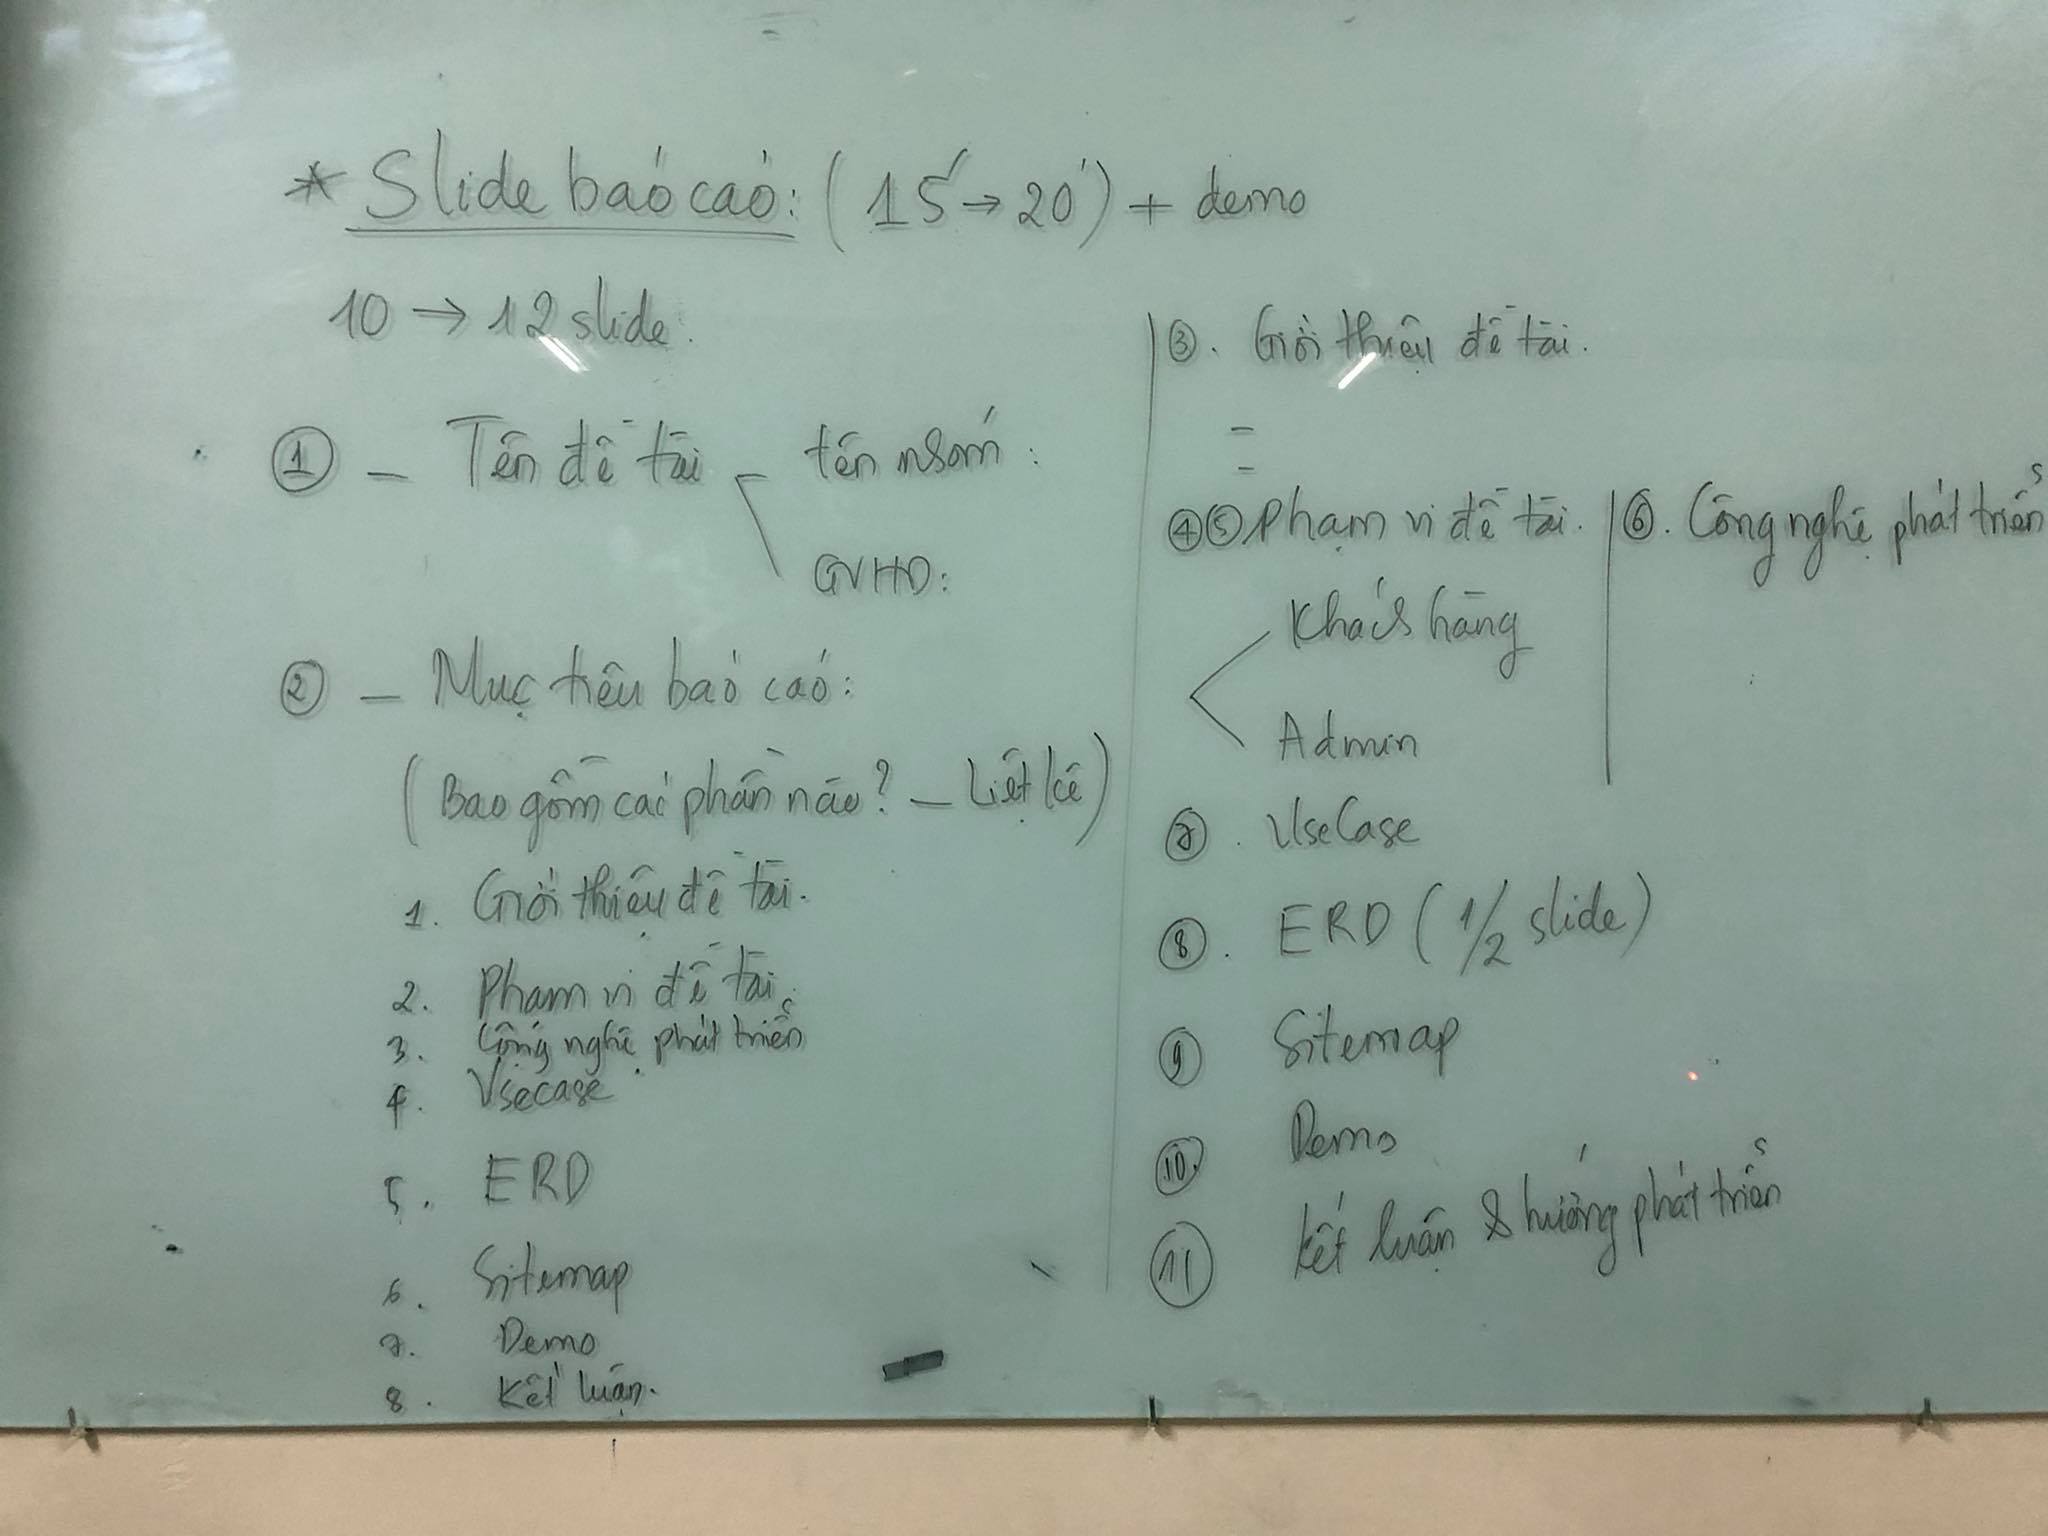 * Slide báo cáo: (15' → 20') + demo
10 → 12 slide.
① - Tên đề tài - tên nhóm:
GVHD:
② - Mục tiêu báo cáo:
(Bao gồm các phần nào? - Liệt kê)
1. Giới thiệu đề tài.
2. Phạm vi đề tài.
3. Công nghệ phát triển
4. Usecase.
5. ERD
6. Sitemap
7. Demo
8. Kết luận.
③. Giới thiệu đề tài.
④⑤ Phạm vi đề tài.
Khách hàng
Admin
⑥. Công nghệ phát triển
⑦. UseCase
⑧. ERD (1/2 slide)
⑨ Sitemap
⑩. Demo
⑪ Kết luận & hướng phát triển